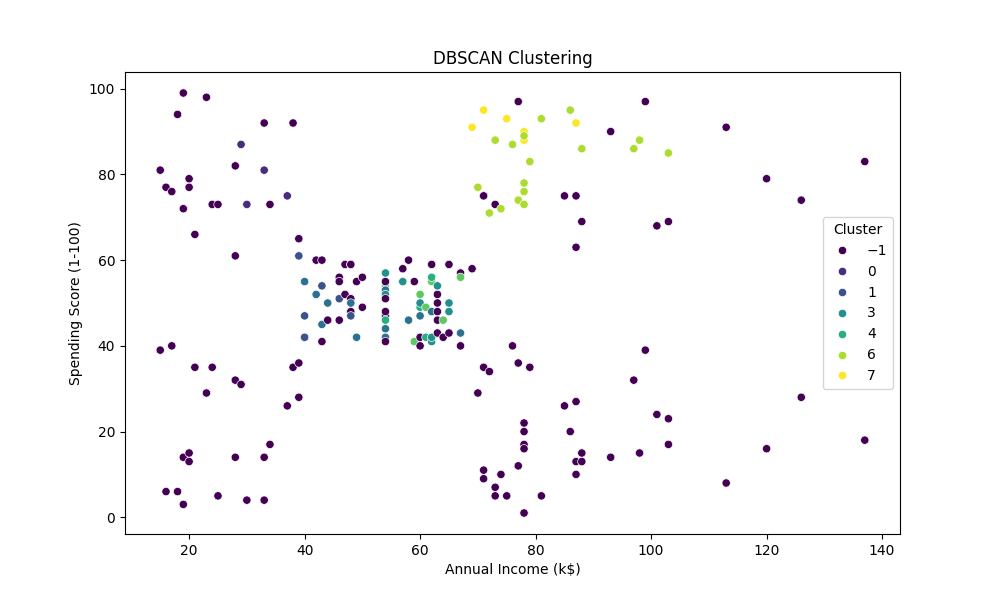 DBSCAN Clustering
100
80
60
40
20
0
Spending Score (1-100)
Cluster
−1
0
1
3
4
6
7
20 40 60 80 100 120 140
Annual Income (k$)